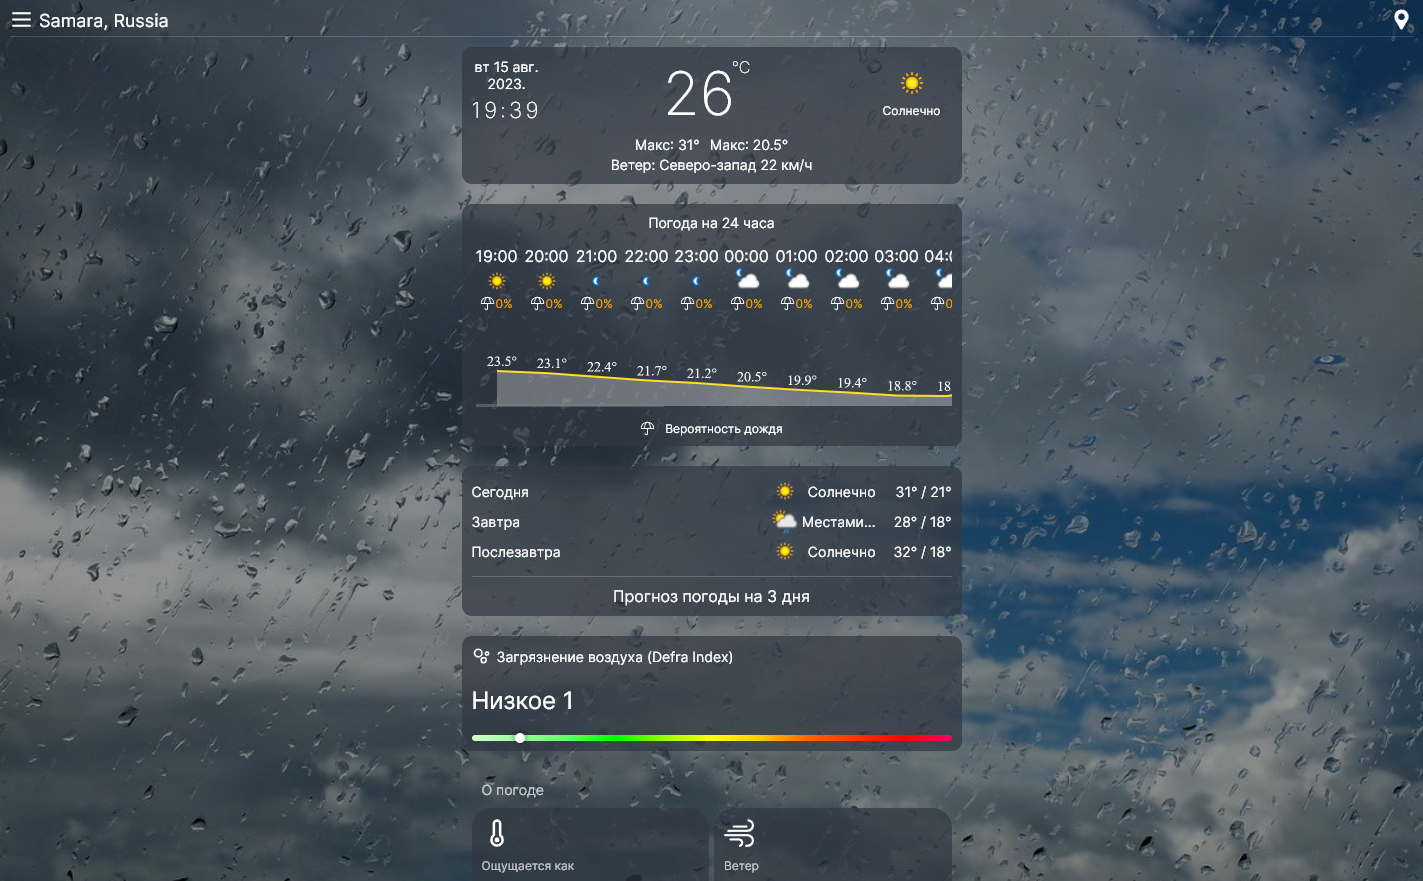 Samara, Russia
вт 15 авг.
2023.
19:39
26°C
Солнечно
Макс: 31° Макс: 20.5°
Ветер: Северо-запад 22 км/ч
Погода на 24 часа
19:00 20:00 21:00 22:00 23:00 00:00 01:00 02:00 03:00 04:0
0% 0% 0% 0% 0% 0% 0% 0% 0% 0
23.5° 23.1° 22.4° 21.7° 21.2° 20.5° 19.9° 19.4° 18.8° 18
Вероятность дождя
Сегодня Солнечно 31° / 21°
Завтра Местами... 28° / 18°
Послезавтра Солнечно 32° / 18°
Прогноз погоды на 3 дня
Загрязнение воздуха (Defra Index)
Низкое 1
О погоде
Ощущается как Ветер